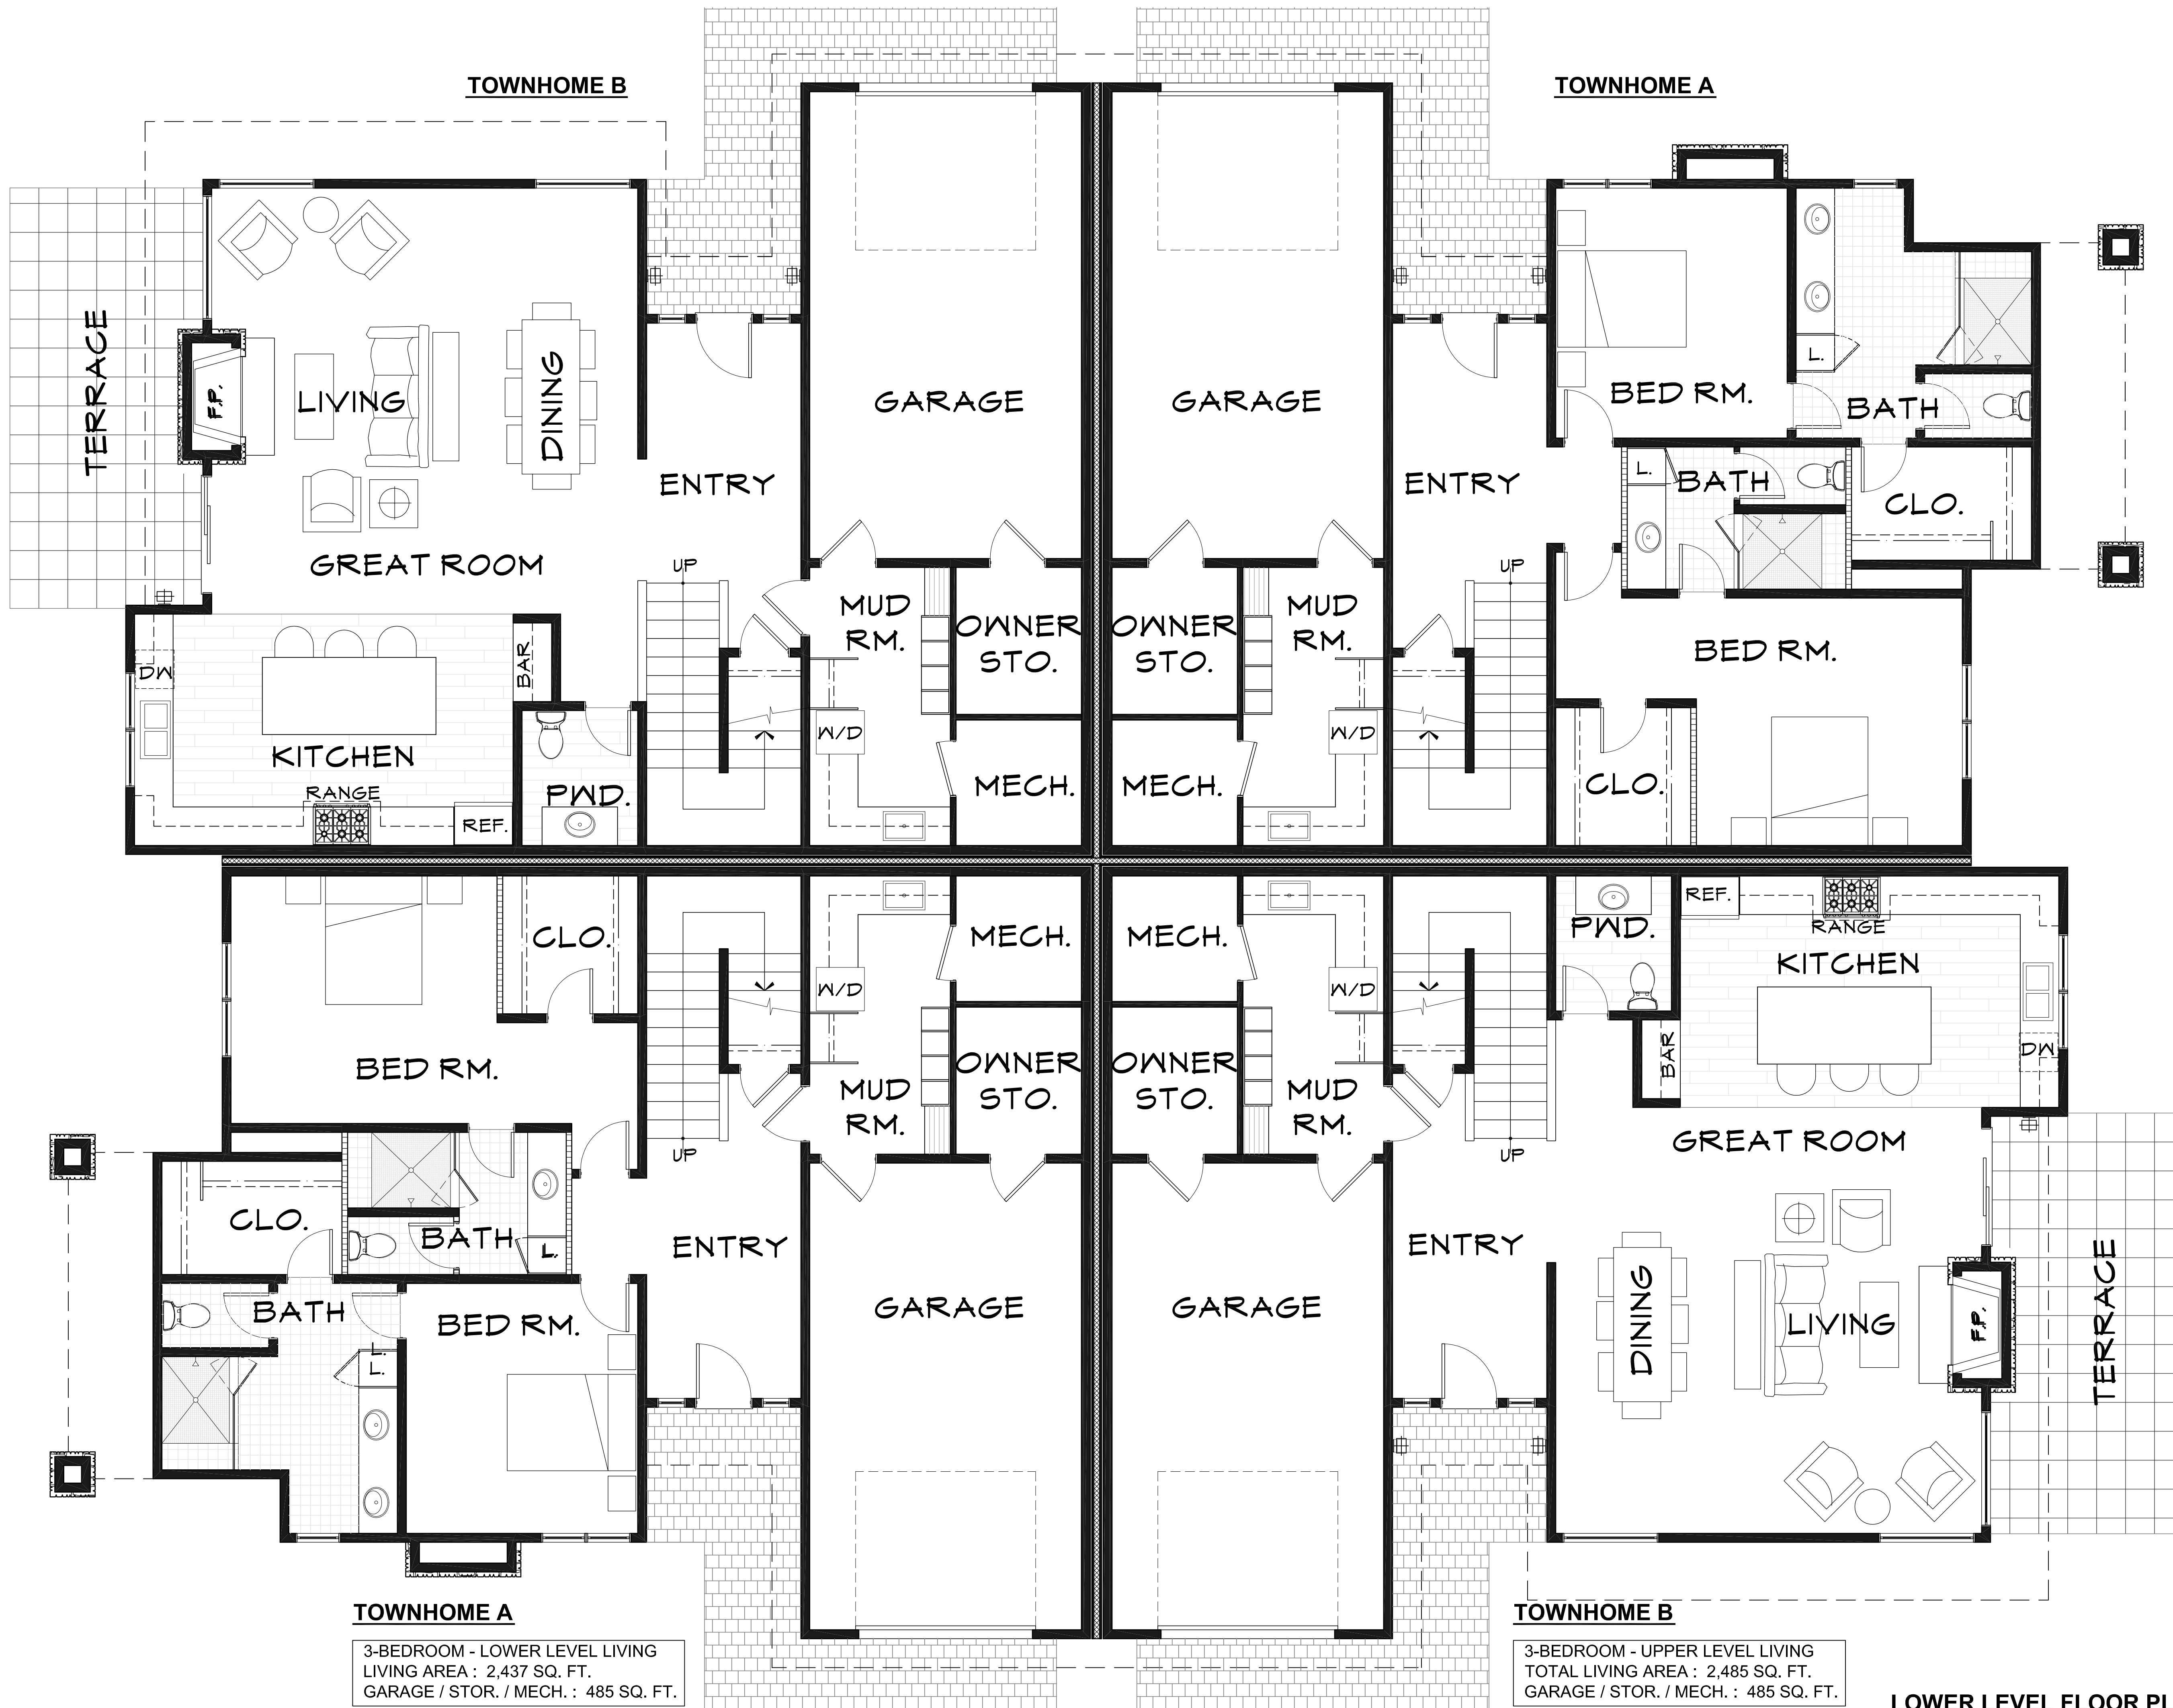 TOWNHOME B
TOWNHOME A
TERRACE
F.P.
LIVING
DINING
GREAT ROOM
ENTRY
GARAGE
GARAGE
ENTRY
BED RM.
L.
BATH
L.
BATH
CLO.
UP
MUD
RM.
OWNER
STO.
OWNER
STO.
MUD
RM.
UP
BED RM.
DW
BAR
KITCHEN
RANGE
REF.
PWD.
W/D
MECH.
MECH.
W/D
CLO.
CLO.
BED RM.
W/D
MECH.
MECH.
W/D
PWD.
REF.
RANGE
KITCHEN
BAR
DW
MUD
RM.
OWNER
STO.
OWNER
STO.
MUD
RM.
UP
UP
GREAT ROOM
CLO.
BATH
L.
ENTRY
ENTRY
BATH
BED RM.
L.
L.
GARAGE
GARAGE
DINING
LIVING
F.P.
TERRACE
TOWNHOME A
3-BEDROOM - LOWER LEVEL LIVING
LIVING AREA : 2,437 SQ. FT.
GARAGE / STOR. / MECH. : 485 SQ. FT.
TOWNHOME B
3-BEDROOM - UPPER LEVEL LIVING
TOTAL LIVING AREA : 2,485 SQ. FT.
GARAGE / STOR. / MECH. : 485 SQ. FT.
LOWER LEVEL FLOOR